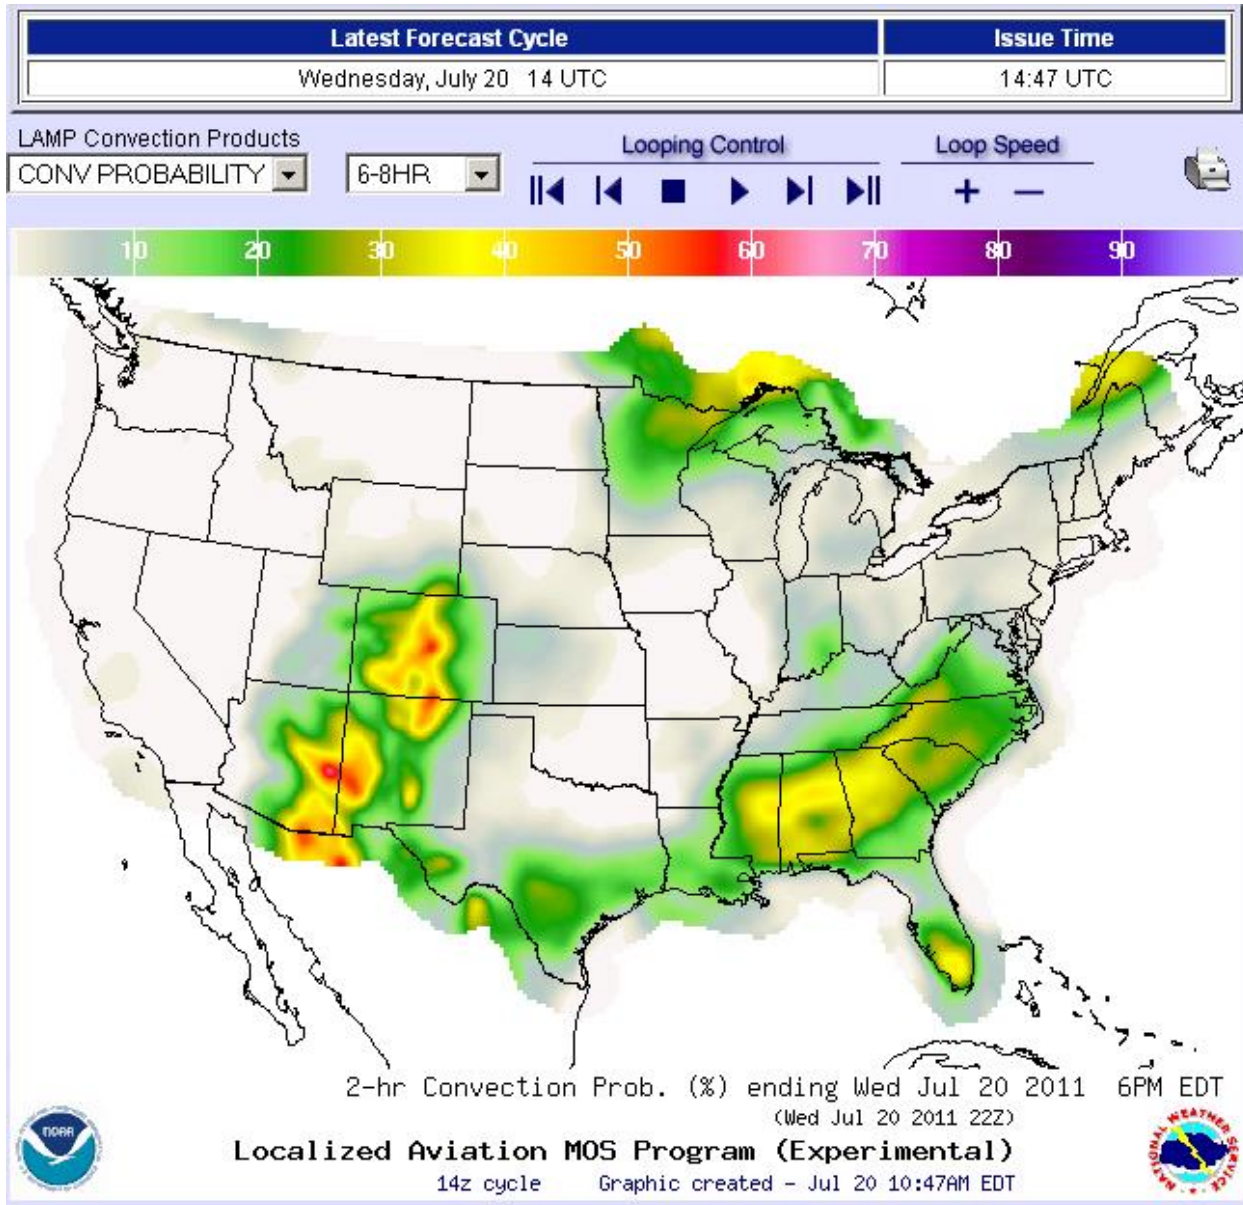 Latest Forecast Cycle Issue Time
Wednesday, July 20 14 UTC 14:47 UTC
LAMP Convection Products Looping Control Loop Speed
CONV PROBABILITY 6-8HR
10 20 30 40 50 60 70 80 90
2-hr Convection Prob. (%) ending Wed Jul 20 2011 6PM EDT
(Wed Jul 20 2011 22Z)
Localized Aviation MOS Program (Experimental)
14z cycle Graphic created - Jul 20 10:47AM EDT
NOAA
NATIONAL WEATHER SERVICE